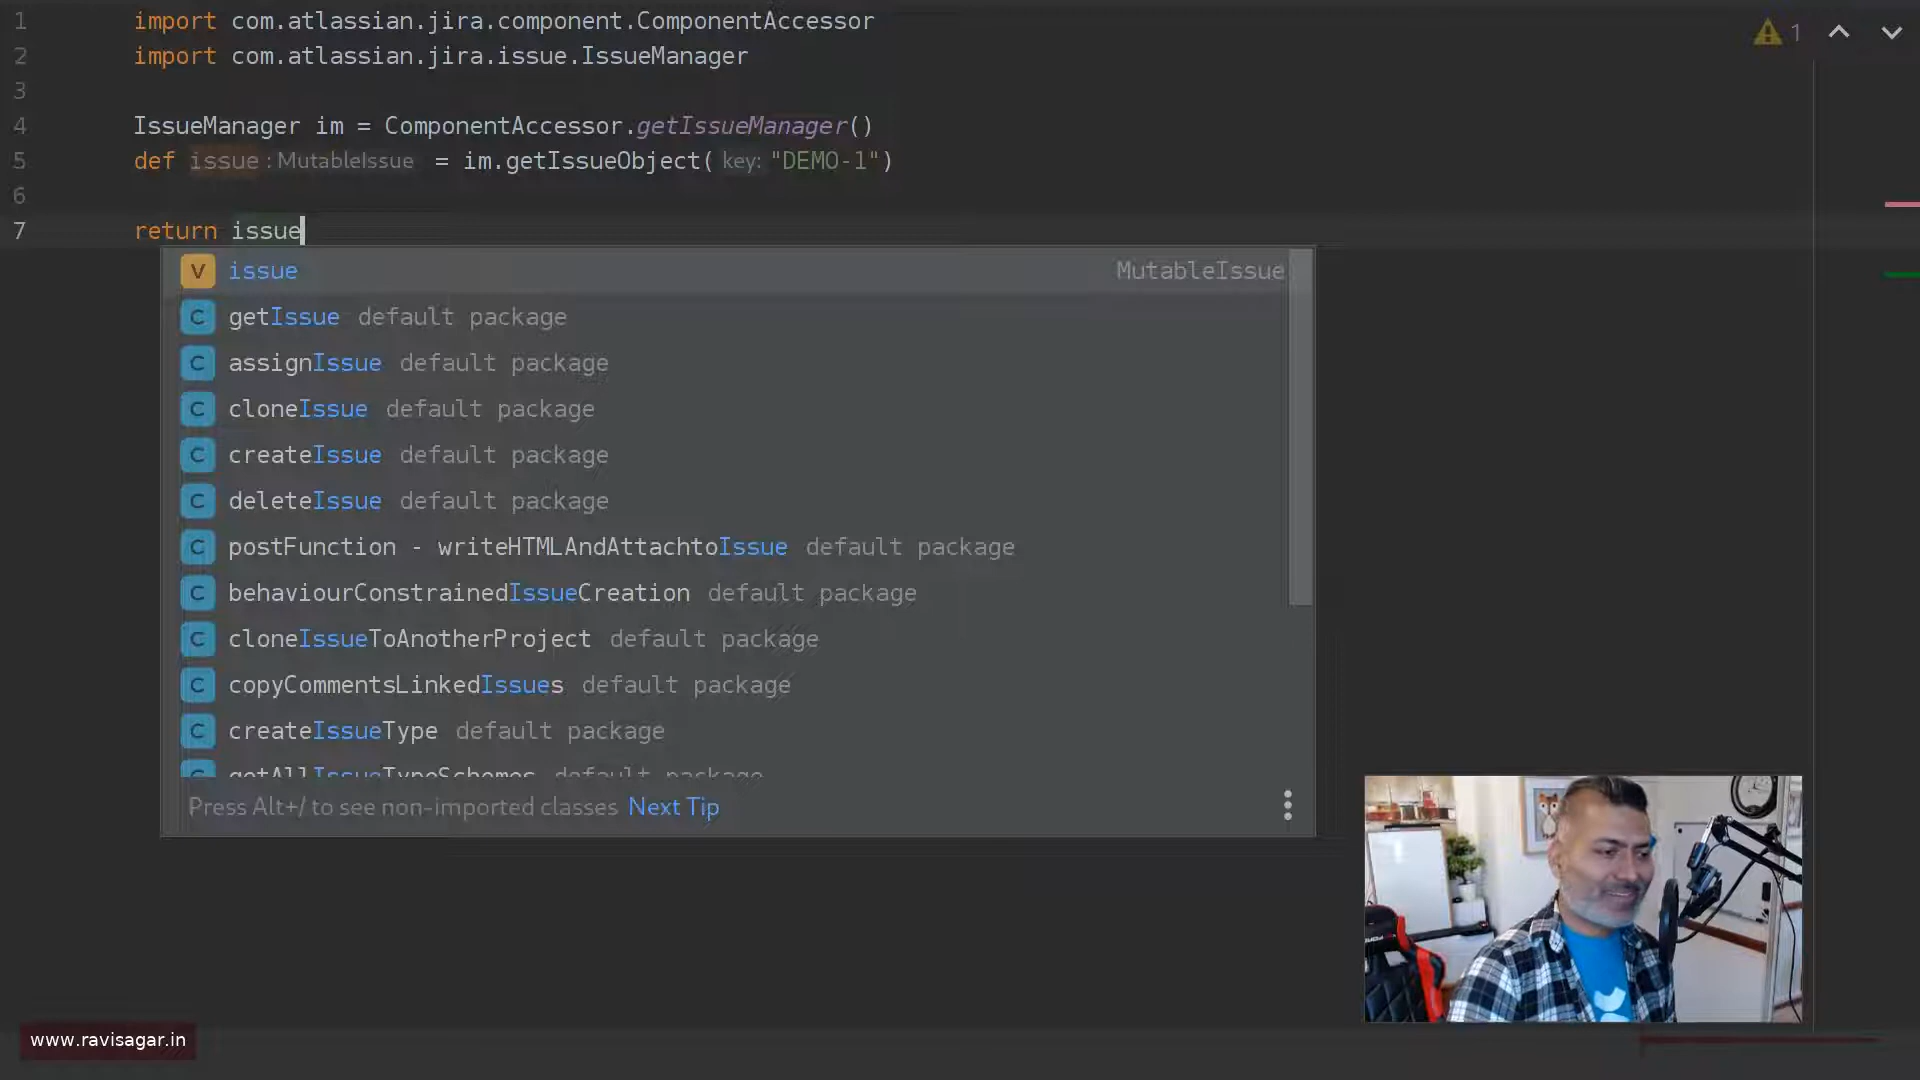 1 import com.atlassian.jira.component.ComponentAccessor
2 import com.atlassian.jira.issue.IssueManager
3
4 IssueManager im = ComponentAccessor.getIssueManager()
5 def issue : MutableIssue = im.getIssueObject( key: "DEMO-1")
6
7 return issue
1
V issue MutableIssue
C getIssue default package
C assignIssue default package
C cloneIssue default package
C createIssue default package
C deleteIssue default package
C postFunction - writeHTMLAndAttachtoIssue default package
C behaviourConstrainedIssueCreation default package
C cloneIssueToAnotherProject default package
C copyCommentsLinkedIssues default package
C createIssueType default package
C getAllIssueTypeSchemes default package
Press Alt+/ to see non-imported classes Next Tip
www.ravisagar.in